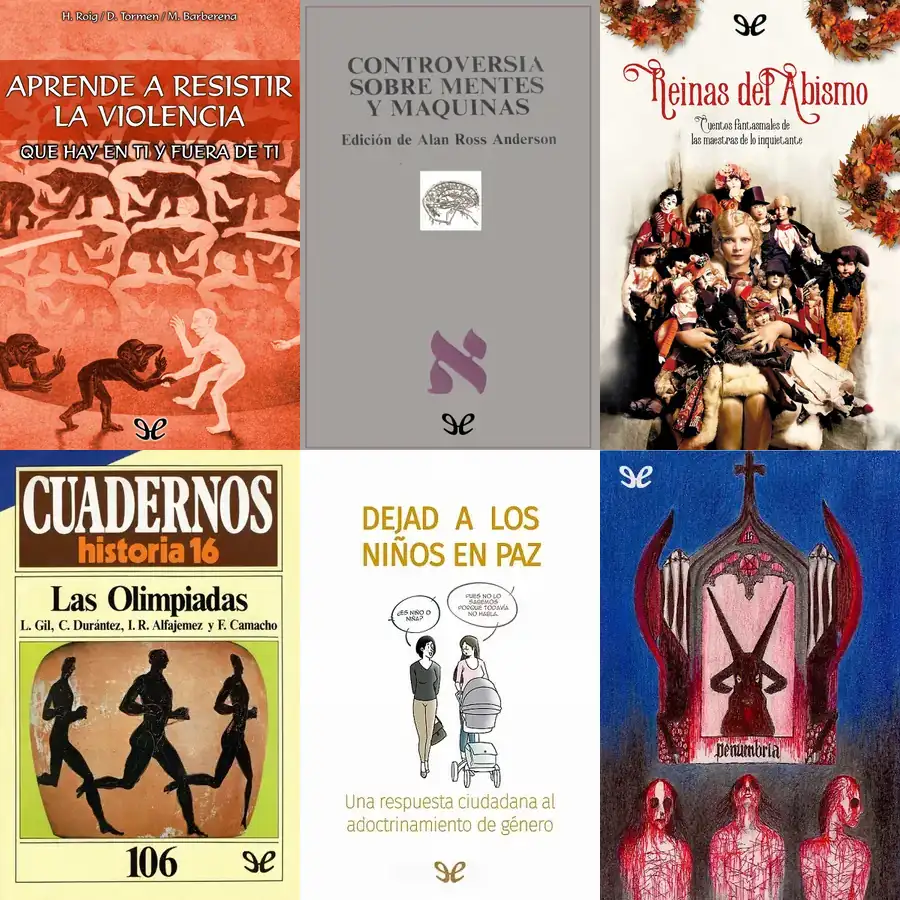 H. Roig / D. Tormen / M. Barberena
APRENDE A RESISTIR
LA VIOLENCIA
QUE HAY EN TI Y FUERA DE TI
CONTROVERSIA
SOBRE MENTES
Y MAQUINAS
Edición de Alan Ross Anderson
א
Reinas del Abismo
Cuentos fantasmales de
las maestras de lo inquietante
CUADERNOS
historia 16
Las Olimpiadas
L. Gil, C. Durántez, I. R. Alfajemez y F. Camacho
106
DEJAD A LOS
NIÑOS EN PAZ
¿ES NIÑO O
NIÑA?
PUES NO LO
SABEMOS
PORQUE TODAVÍA
NO HABLA.
Una respuesta ciudadana al
adoctrinamiento de género
penumbria